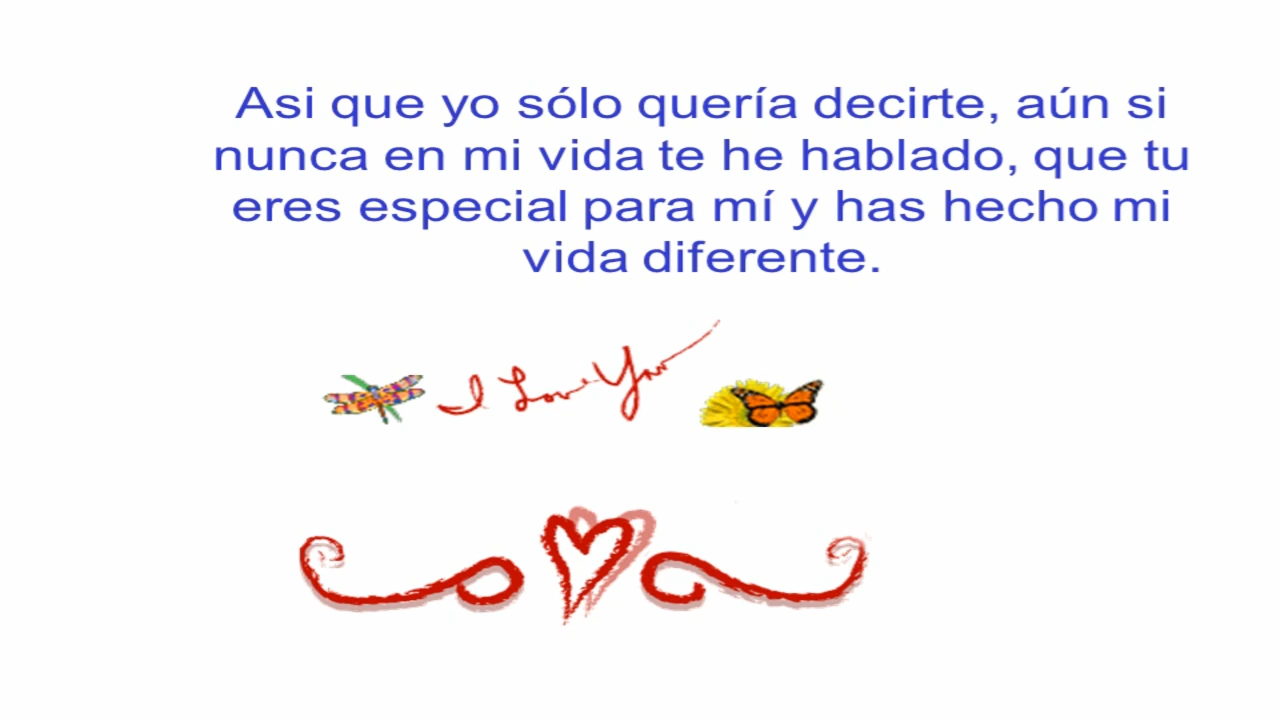 Asi que yo sólo quería decirte, aún si
nunca en mi vida te he hablado, que tu
eres especial para mí y has hecho mi
vida diferente.
I Love You